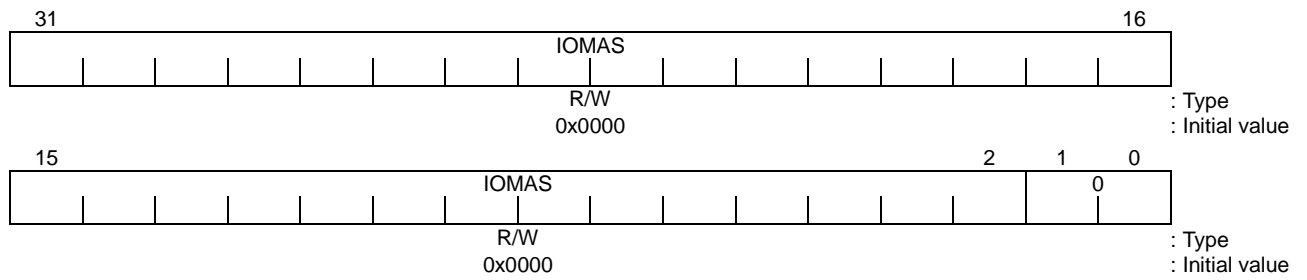 31 16
IOMAS
R/W : Type
0x0000 : Initial value
15 2 1 0
IOMAS 0
R/W : Type
0x0000 : Initial value